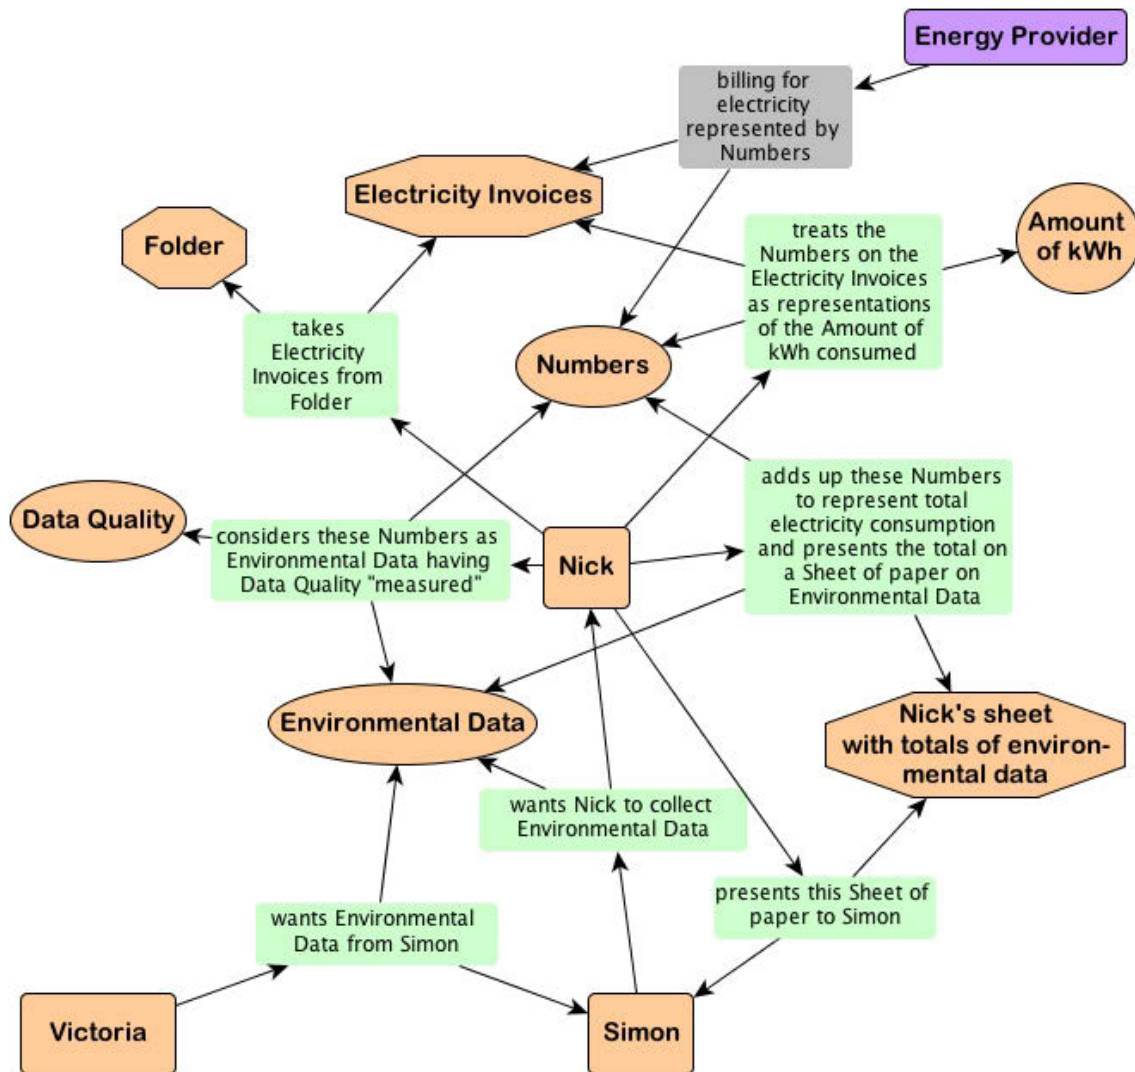 Energy Provider
billing for
electricity
represented by
Numbers
Electricity Invoices
Folder
treats the
Numbers on the
Electricity Invoices
as representations
of the Amount of
kWh consumed
Amount
of kWh
takes
Electricity
Invoices from
Folder
Numbers
Data Quality
considers these Numbers as
Environmental Data having
Data Quality "measured"
Nick
adds up these Numbers
to represent total
electricity consumption
and presents the total on
a Sheet of paper on
Environmental Data
Environmental Data
Nick's sheet
with totals of environ-
mental data
wants Nick to collect
Environmental Data
presents this Sheet of
paper to Simon
wants Environmental
Data from Simon
Victoria
Simon